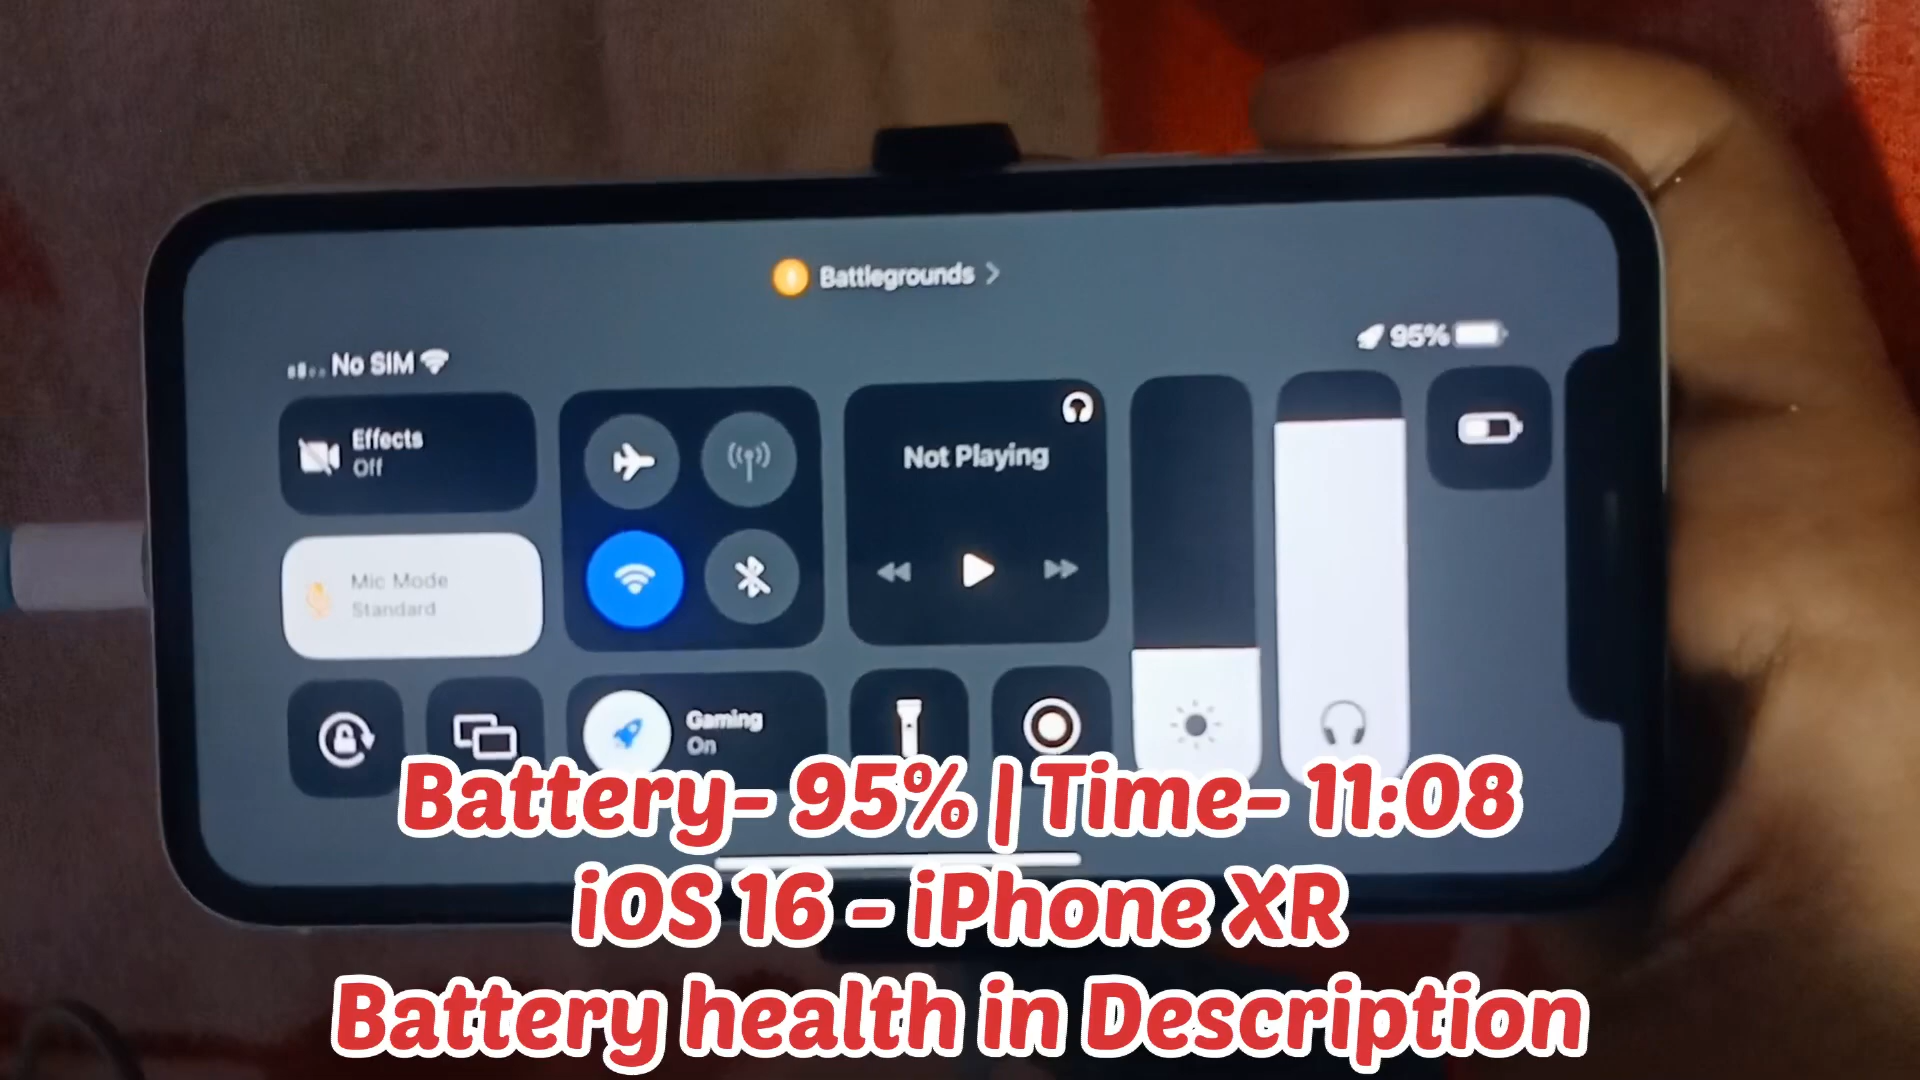 Battlegrounds >
No SIM
95%
Effects
Off
Not Playing
Mic Mode
Standard
Gaming
On
Battery- 95% | Time- 11:08
iOS 16 - iPhone XR
Battery health in Description